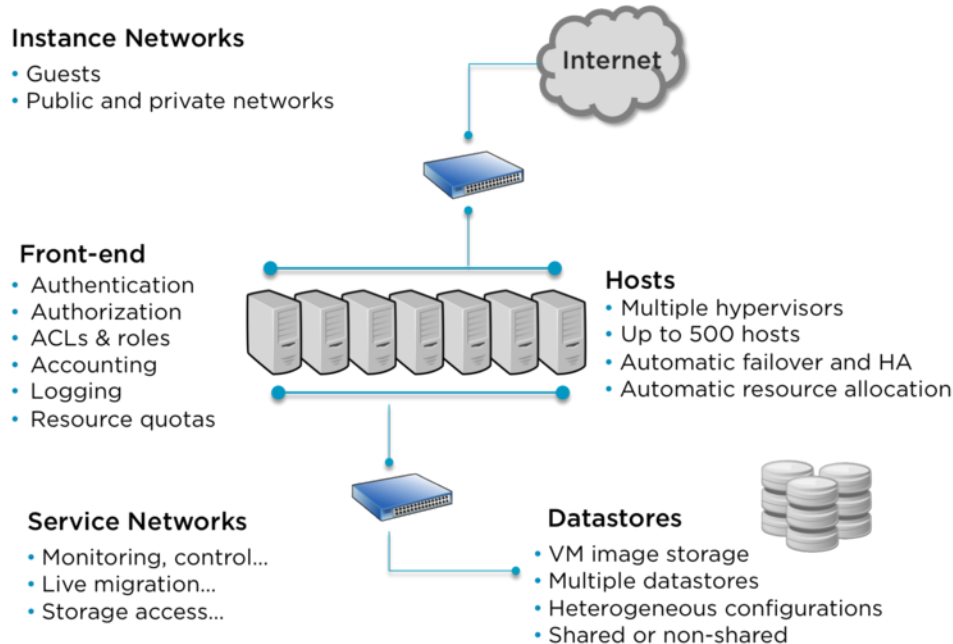 Instance Networks
• Guests
• Public and private networks
Internet
Front-end
• Authentication
• Authorization
• ACLs & roles
• Accounting
• Logging
• Resource quotas
Hosts
• Multiple hypervisors
• Up to 500 hosts
• Automatic failover and HA
• Automatic resource allocation
Service Networks
• Monitoring, control...
• Live migration...
• Storage access...
Datastores
• VM image storage
• Multiple datastores
• Heterogeneous configurations
• Shared or non-shared